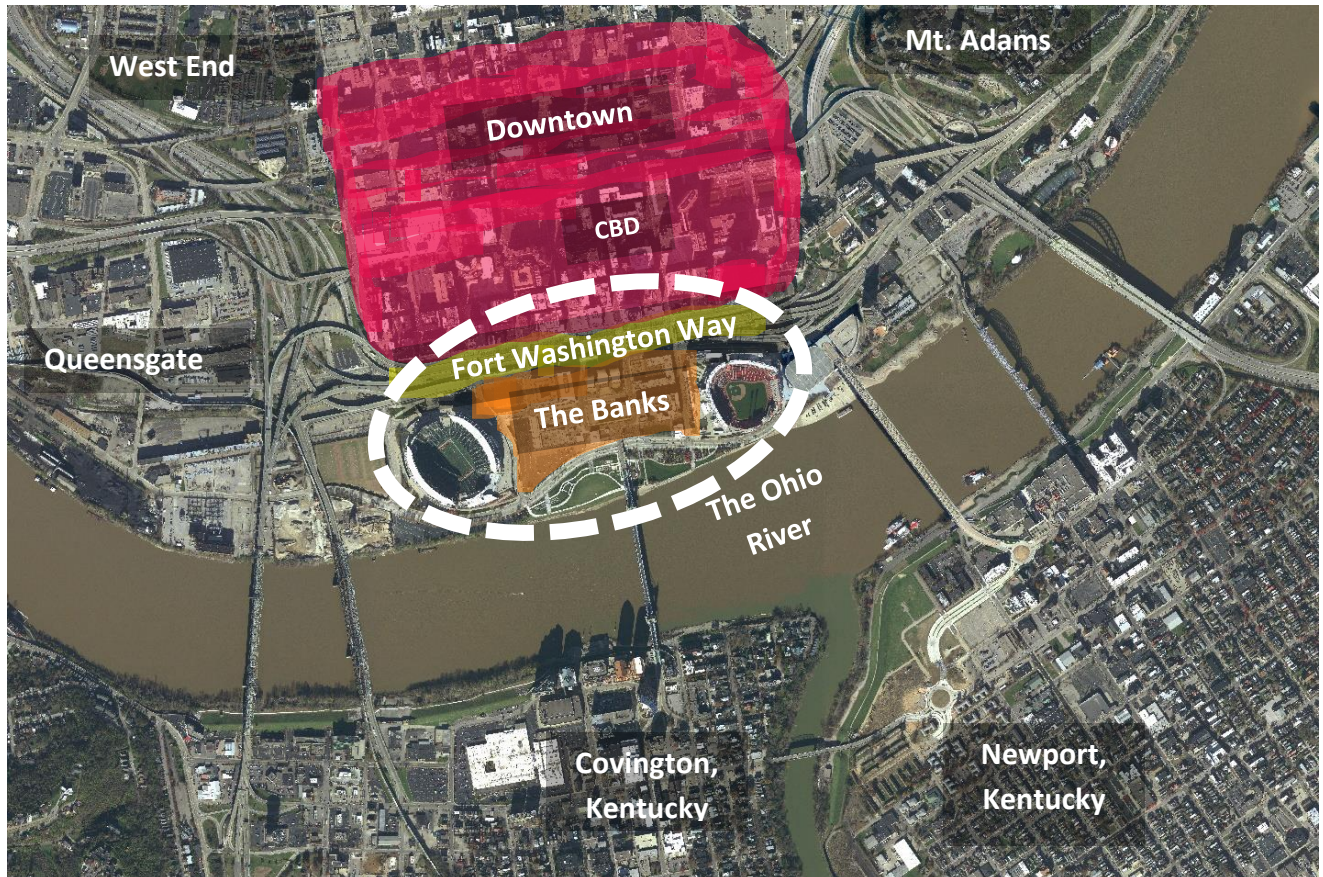 West End
Mt. Adams
Downtown
CBD
Queensgate
Fort Washington Way
The Banks
The Ohio
River
Covington,
Kentucky
Newport,
Kentucky